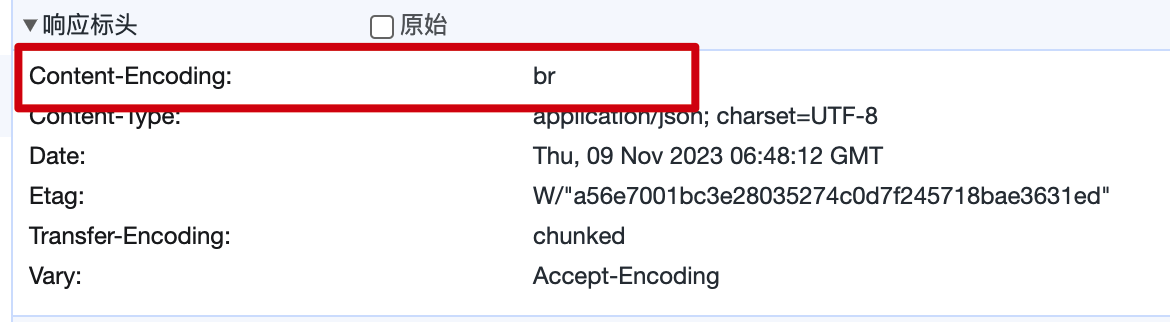 ▼响应标头 原始
Content-Encoding: br
Content-Type: application/json; charset=UTF-8
Date: Thu, 09 Nov 2023 06:48:12 GMT
Etag: W/"a56e7001bc3e28035274c0d7f245718bae3631ed"
Transfer-Encoding: chunked
Vary: Accept-Encoding